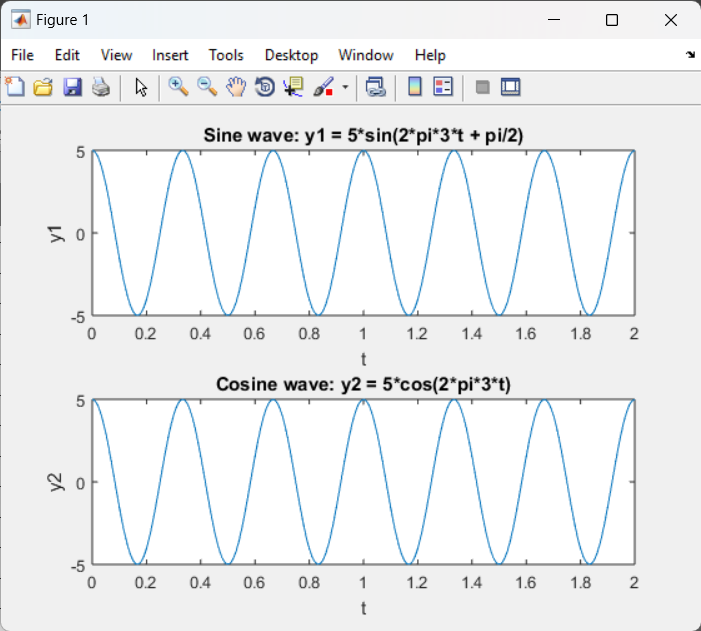 Figure 1
File Edit View Insert Tools Desktop Window Help
Sine wave: y1 = 5*sin(2*pi*3*t + pi/2)
5
0
-5
y1
0 0.2 0.4 0.6 0.8 1 1.2 1.4 1.6 1.8 2
t
Cosine wave: y2 = 5*cos(2*pi*3*t)
5
0
-5
y2
0 0.2 0.4 0.6 0.8 1 1.2 1.4 1.6 1.8 2
t